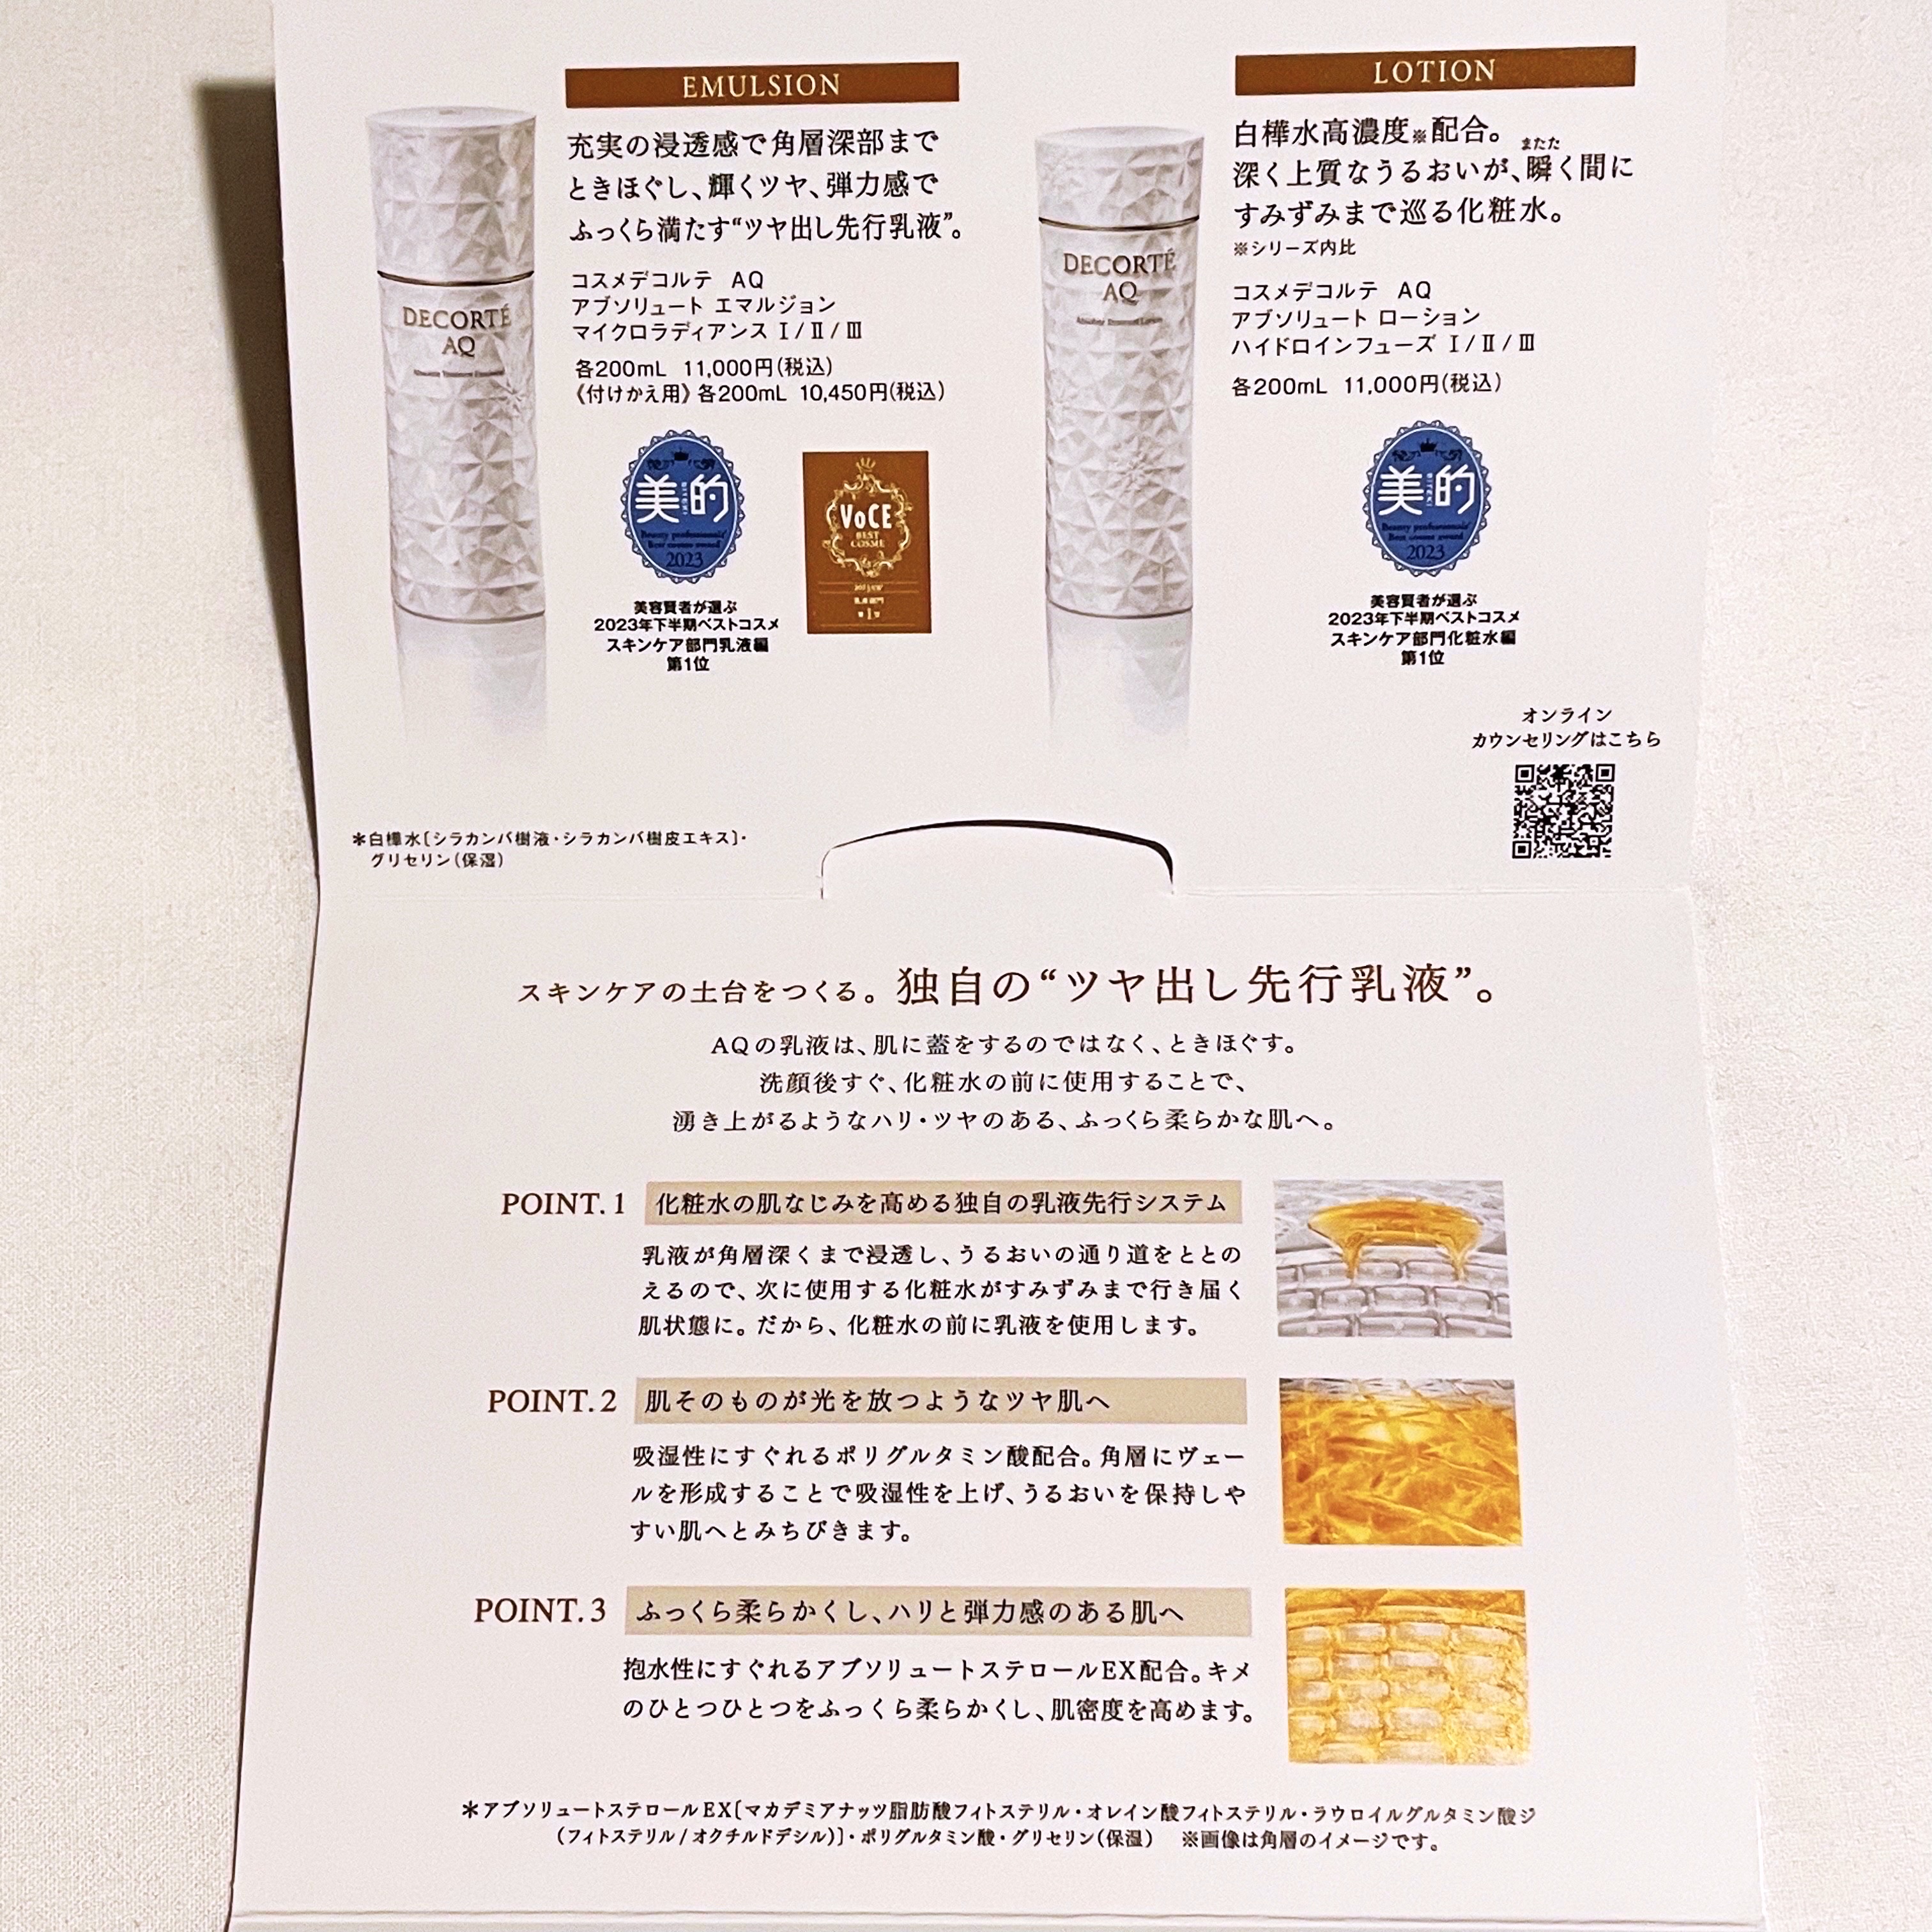 EMULSION
充実の浸透感で角層深部まで
ときほぐし、輝くツヤ、弾力感で
ふっくら満たす“ツヤ出し先行乳液”。
コスメデコルテ AQ
アブソリュート エマルジョン
マイクロラディアンス Ⅰ/Ⅱ/Ⅲ
各200mL 11,000円(税込)
《付けかえ用》各200mL 10,450円(税込)
DECORTÉ
AQ
美的
BITEKI
Beauty professionals'
Best cosme award
2023
美容賢者が選ぶ
2023年下半期ベストコスメ
スキンケア部門乳液編
第1位
VoCE
BEST
COSME
LOTION
白樺水高濃度※配合。
またた
深く上質なうるおいが、瞬く間に
すみずみまで巡る化粧水。
※シリーズ内比
コスメデコルテ AQ
アブソリュート ローション
ハイドロインフューズ Ⅰ/Ⅱ/Ⅲ
各200mL 11,000円(税込)
DECORTÉ
AQ
美的
BITEKI
Beauty professionals'
Best cosme award
2023
美容賢者が選ぶ
2023年下半期ベストコスメ
スキンケア部門化粧水編
第1位
オンライン
カウンセリングはこちら
＊白樺水〔シラカンバ樹液・シラカンバ樹皮エキス〕・
グリセリン(保湿)
スキンケアの土台をつくる。独自の“ツヤ出し先行乳液”。
AQの乳液は、肌に蓋をするのではなく、ときほぐす。
洗顔後すぐ、化粧水の前に使用することで、
湧き上がるようなハリ・ツヤのある、ふっくら柔らかな肌へ。
POINT.1 化粧水の肌なじみを高める独自の乳液先行システム
乳液が角層深くまで浸透し、うるおいの通り道をととの
えるので、次に使用する化粧水がすみずみまで行き届く
肌状態に。だから、化粧水の前に乳液を使用します。
POINT.2 肌そのものが光を放つようなツヤ肌へ
吸湿性にすぐれるポリグルタミン酸配合。角層にヴェー
ルを形成することで吸湿性を上げ、うるおいを保持しや
すい肌へとみちびきます。
POINT.3 ふっくら柔らかくし、ハリと弾力感のある肌へ
抱水性にすぐれるアブソリュートステロールEX配合。キメ
のひとつひとつをふっくら柔らかくし、肌密度を高めます。
＊アブソリュートステロールEX〔マカデミアナッツ脂肪酸フィトステリル・オレイン酸フィトステリル・ラウロイルグルタミン酸ジ
(フィトステリル/オクチルドデシル)〕・ポリグルタミン酸・グリセリン(保湿) ※画像は角層のイメージです。